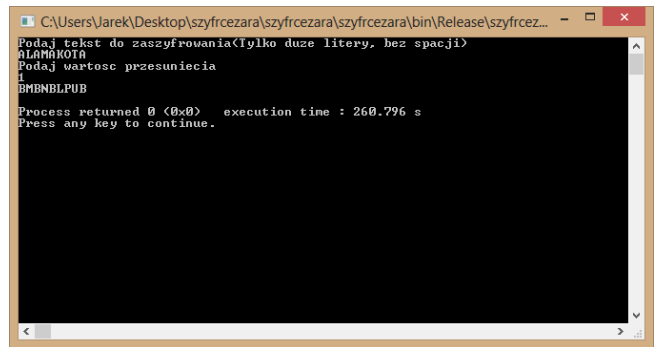 C:\Users\Jarek\Desktop\szyfrcezara\szyfrcezara\szyfrcezara\bin\Release\szyfrcez...
Podaj tekst do zaszyfrowania(Tylko duze litery, bez spacji)
ALAMAKOTA
Podaj wartosc przesuniecia
1
BMBNBLPUB
Process returned 0 (0x0)   execution time : 260.796 s
Press any key to continue.